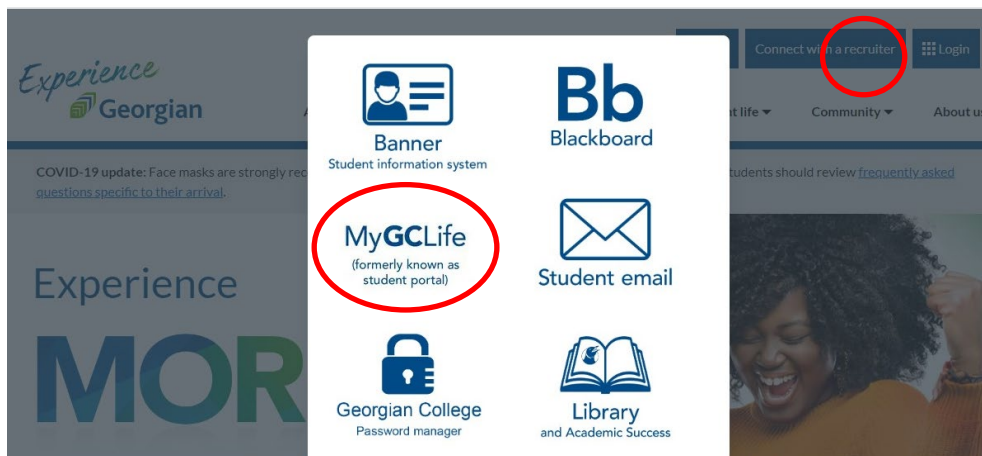 Experience
Georgian
Connect with a recruiter
Login
life
Community
About us
COVID-19 update: Face masks are strongly
students should review frequently asked
questions specific to their arrival.
Experience
MOR
Banner
Student information system
Bb
Blackboard
MyGCLife
(formerly known as
student portal)
Student email
Georgian College
Password manager
Library
and Academic Success